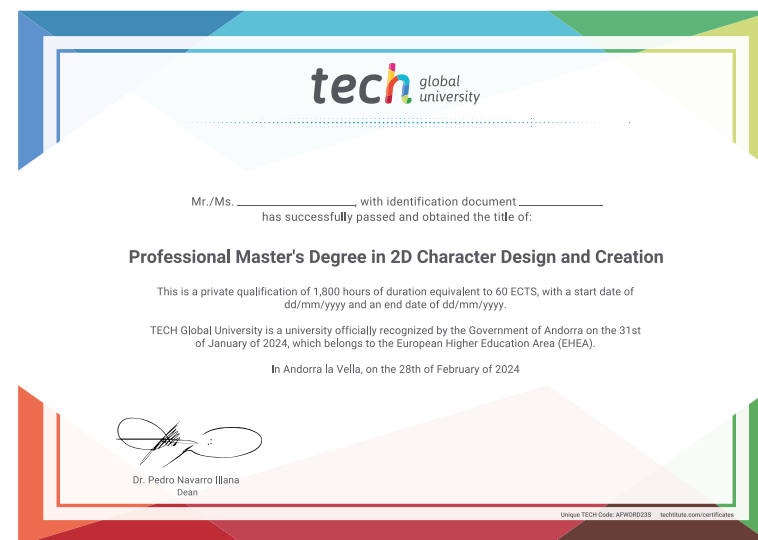 tech global
university
Mr./Ms. ____________, with identification document ____________
has successfully passed and obtained the title of:
Professional Master's Degree in 2D Character Design and Creation
This is a private qualification of 1,800 hours of duration equivalent to 60 ECTS, with a start date of
dd/mm/yyyy and an end date of dd/mm/yyyy.
TECH Global University is a university officially recognized by the Government of Andorra on the 31st
of January of 2024, which belongs to the European Higher Education Area (EHEA).
In Andorra la Vella, on the 28th of February of 2024
Dr. Pedro Navarro Illana
Dean
Unique TECH Code: AFWORD23S techtitute.com/certificates